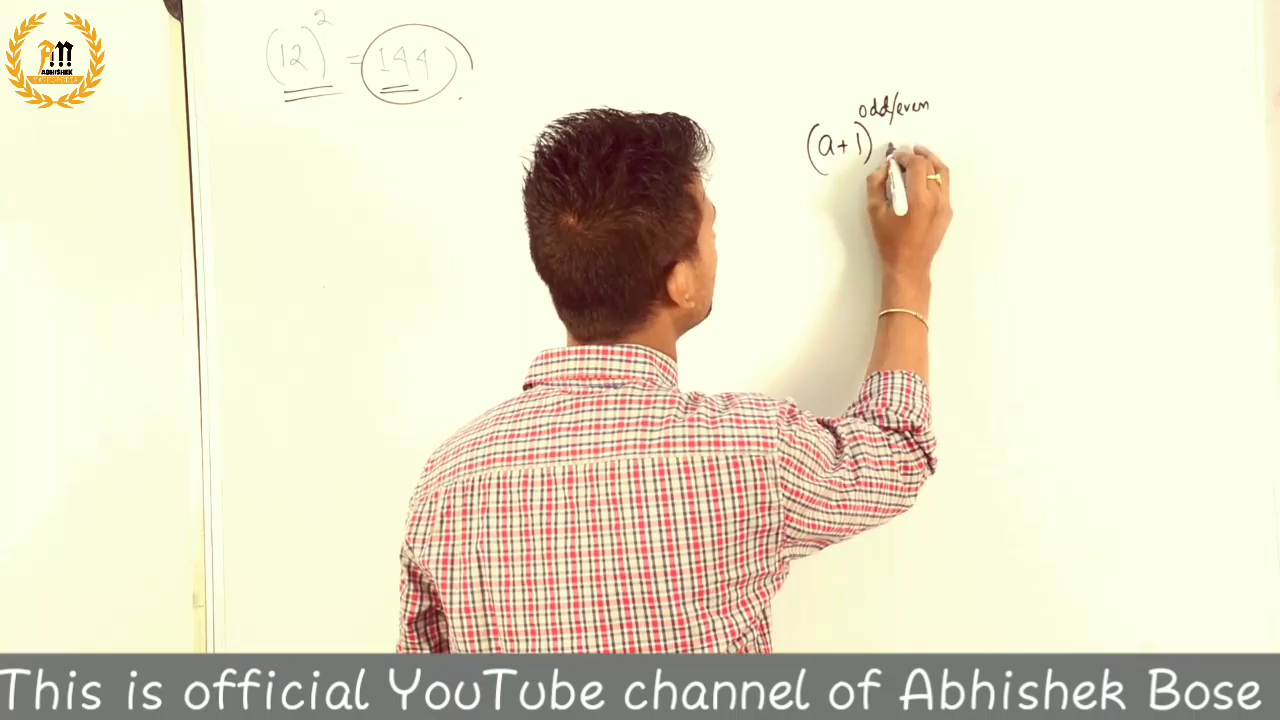 ABHISHEK
(12)² = 144
(a+1)^odd/even
This is official YouTube channel of Abhishek Bose